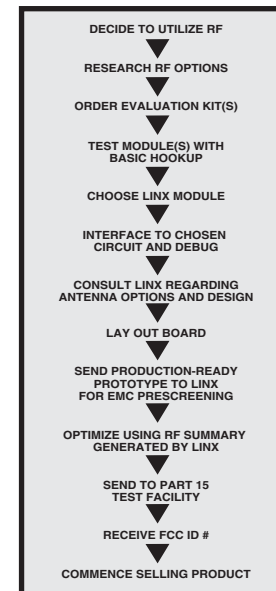 DECIDE TO UTILIZE RF
RESEARCH RF OPTIONS
ORDER EVALUATION KIT(S)
TEST MODULE(S) WITH
BASIC HOOKUP
CHOOSE LINX MODULE
INTERFACE TO CHOSEN
CIRCUIT AND DEBUG
CONSULT LINX REGARDING
ANTENNA OPTIONS AND DESIGN
LAY OUT BOARD
SEND PRODUCTION-READY
PROTOTYPE TO LINX
FOR EMC PRESCREENING
OPTIMIZE USING RF SUMMARY
GENERATED BY LINX
SEND TO PART 15
TEST FACILITY
RECEIVE FCC ID #
COMMENCE SELLING PRODUCT